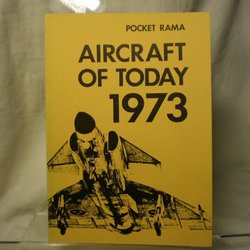 POCKET RAMA
AIRCRAFT
OF TODAY
1973